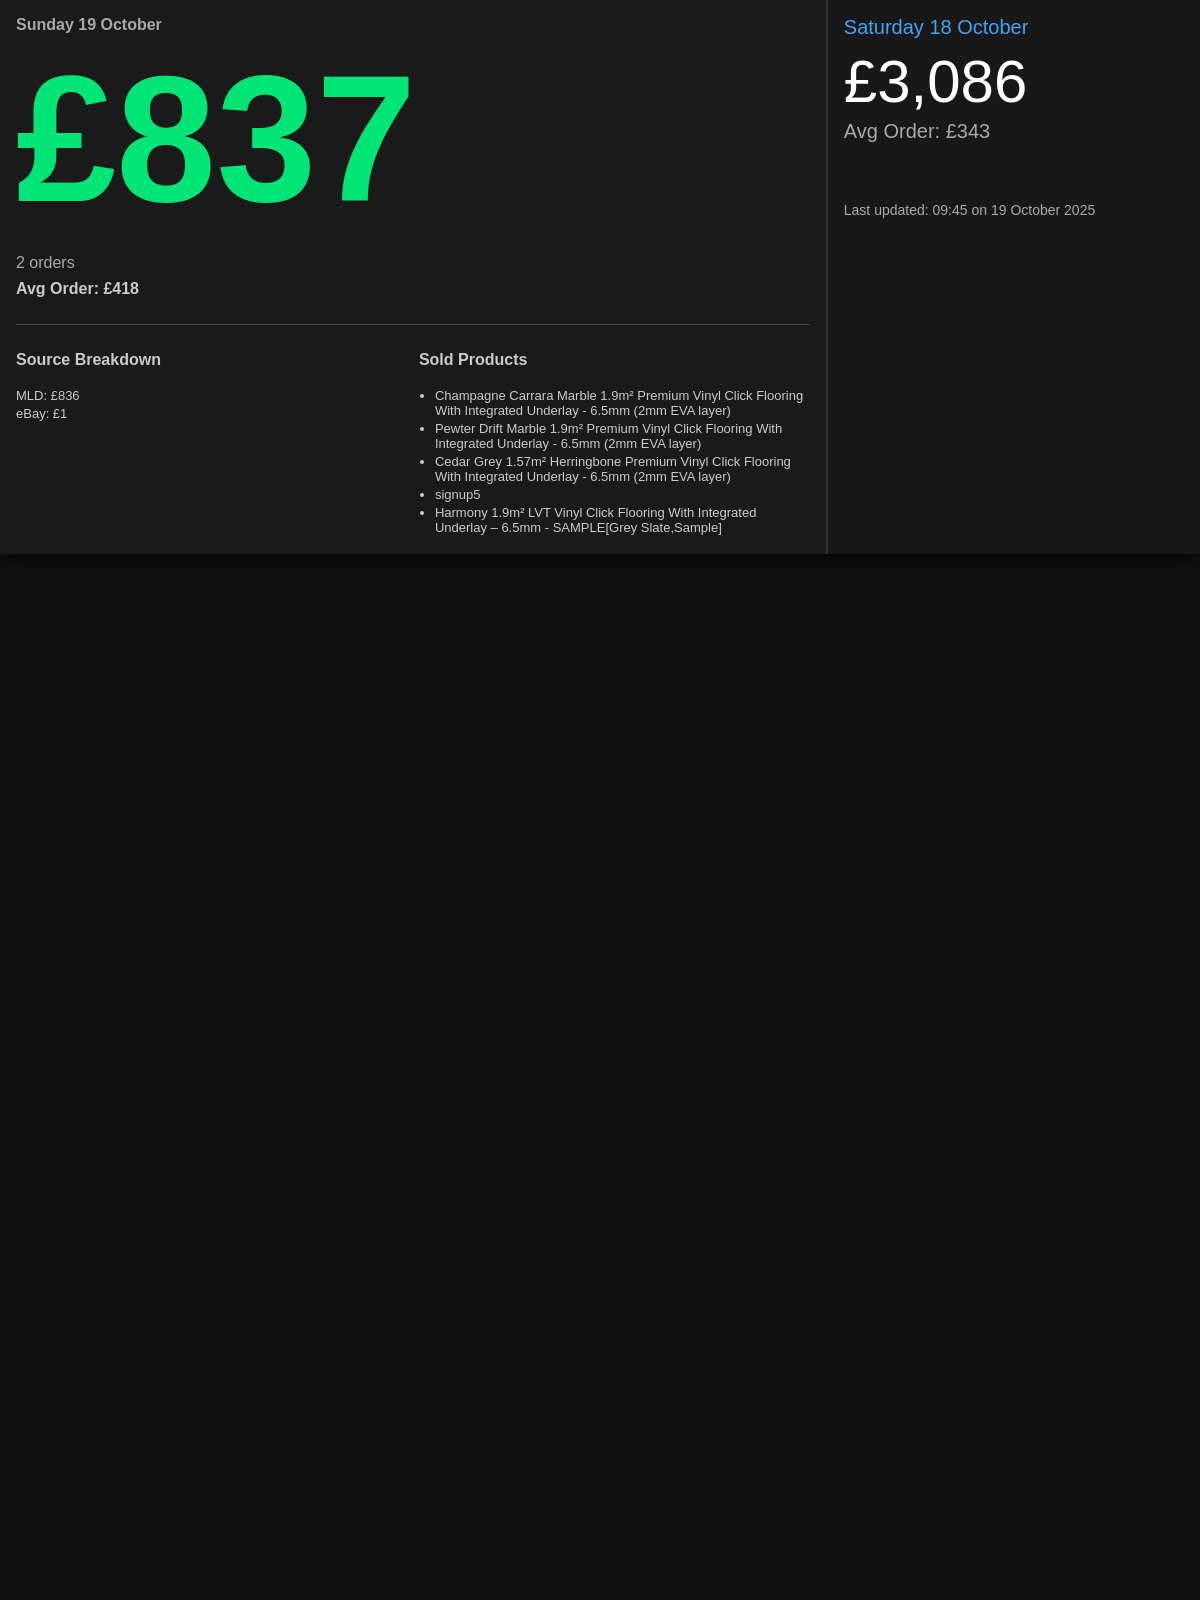 Sunday 19 October
£837
2 orders
Avg Order: £418
Source Breakdown
MLD: £836
eBay: £1
Sold Products
Champagne Carrara Marble 1.9m² Premium Vinyl Click Flooring
With Integrated Underlay - 6.5mm (2mm EVA layer)
Pewter Drift Marble 1.9m² Premium Vinyl Click Flooring With
Integrated Underlay - 6.5mm (2mm EVA layer)
Cedar Grey 1.57m² Herringbone Premium Vinyl Click Flooring
With Integrated Underlay - 6.5mm (2mm EVA layer)
signup5
Harmony 1.9m² LVT Vinyl Click Flooring With Integrated
Underlay – 6.5mm - SAMPLE[Grey Slate,Sample]
Saturday 18 October
£3,086
Avg Order: £343
Last updated: 09:45 on 19 October 2025